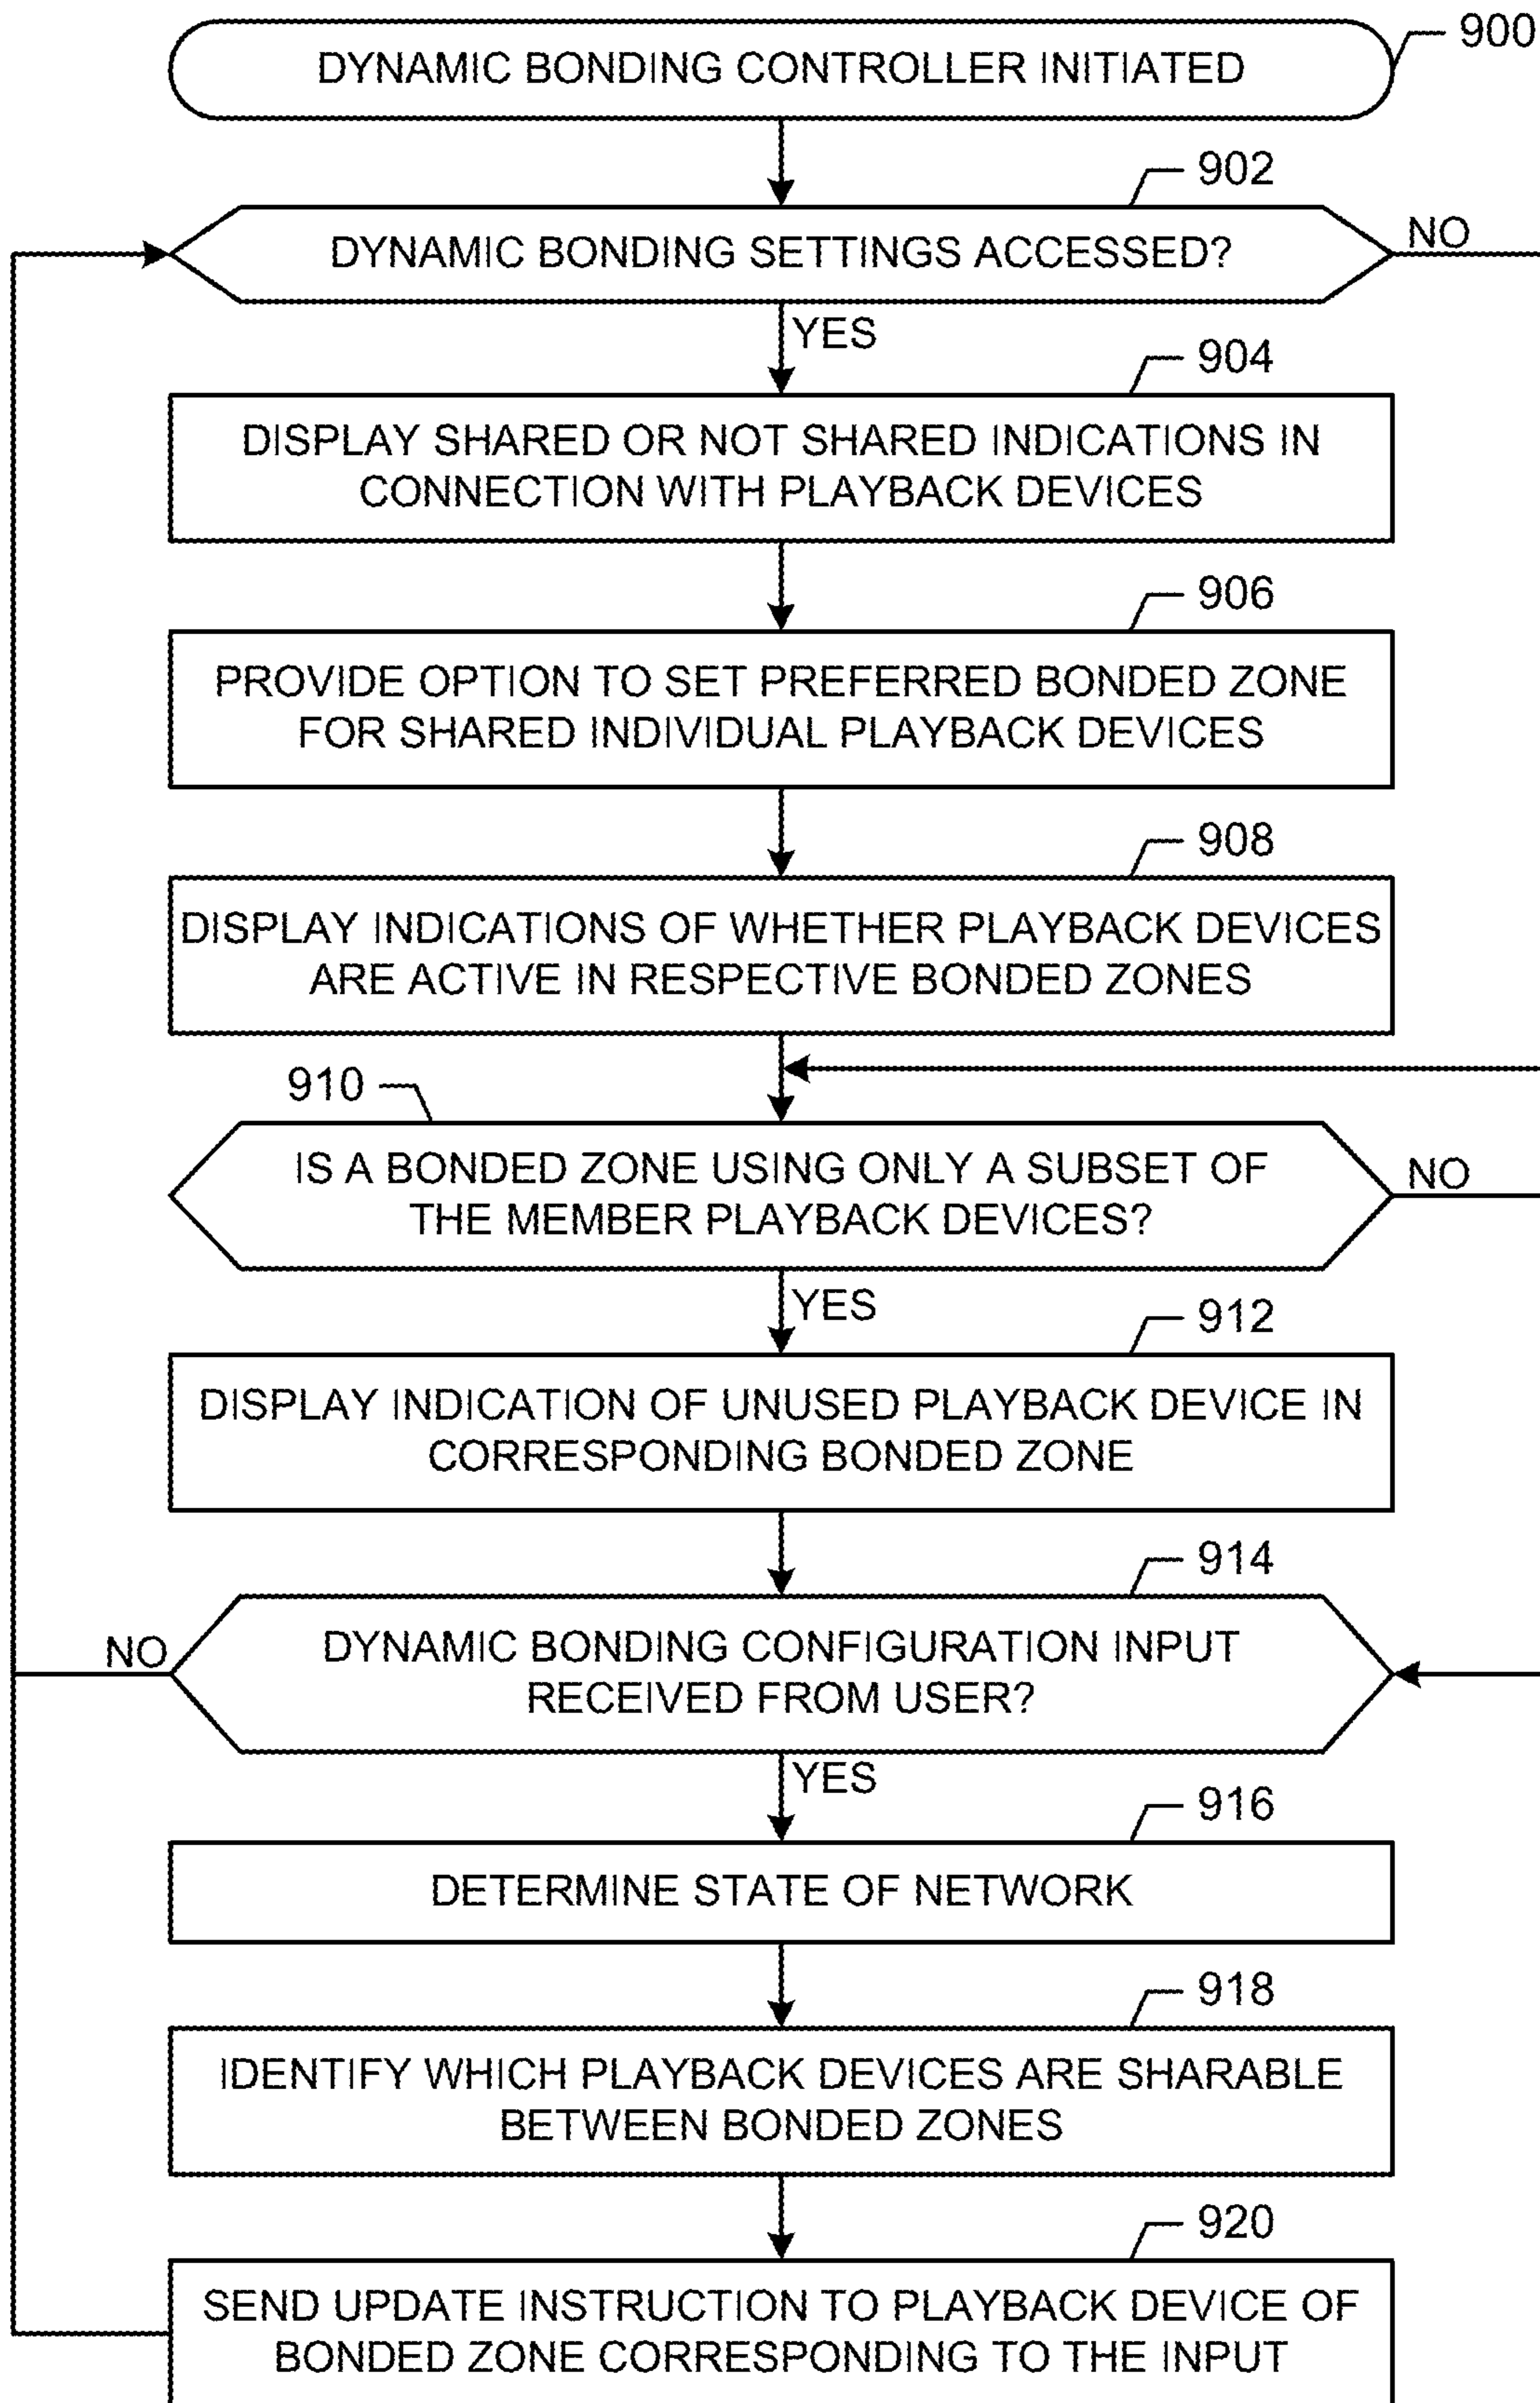 900
DYNAMIC BONDING CONTROLLER INITIATED
902
DYNAMIC BONDING SETTINGS ACCESSED?
NO
YES
904
DISPLAY SHARED OR NOT SHARED INDICATIONS IN
CONNECTION WITH PLAYBACK DEVICES
906
PROVIDE OPTION TO SET PREFERRED BONDED ZONE
FOR SHARED INDIVIDUAL PLAYBACK DEVICES
908
DISPLAY INDICATIONS OF WHETHER PLAYBACK DEVICES
ARE ACTIVE IN RESPECTIVE BONDED ZONES
910
IS A BONDED ZONE USING ONLY A SUBSET OF
THE MEMBER PLAYBACK DEVICES?
NO
YES
912
DISPLAY INDICATION OF UNUSED PLAYBACK DEVICE IN
CORRESPONDING BONDED ZONE
914
NO
DYNAMIC BONDING CONFIGURATION INPUT
RECEIVED FROM USER?
YES
916
DETERMINE STATE OF NETWORK
918
IDENTIFY WHICH PLAYBACK DEVICES ARE SHARABLE
BETWEEN BONDED ZONES
920
SEND UPDATE INSTRUCTION TO PLAYBACK DEVICE OF
BONDED ZONE CORRESPONDING TO THE INPUT